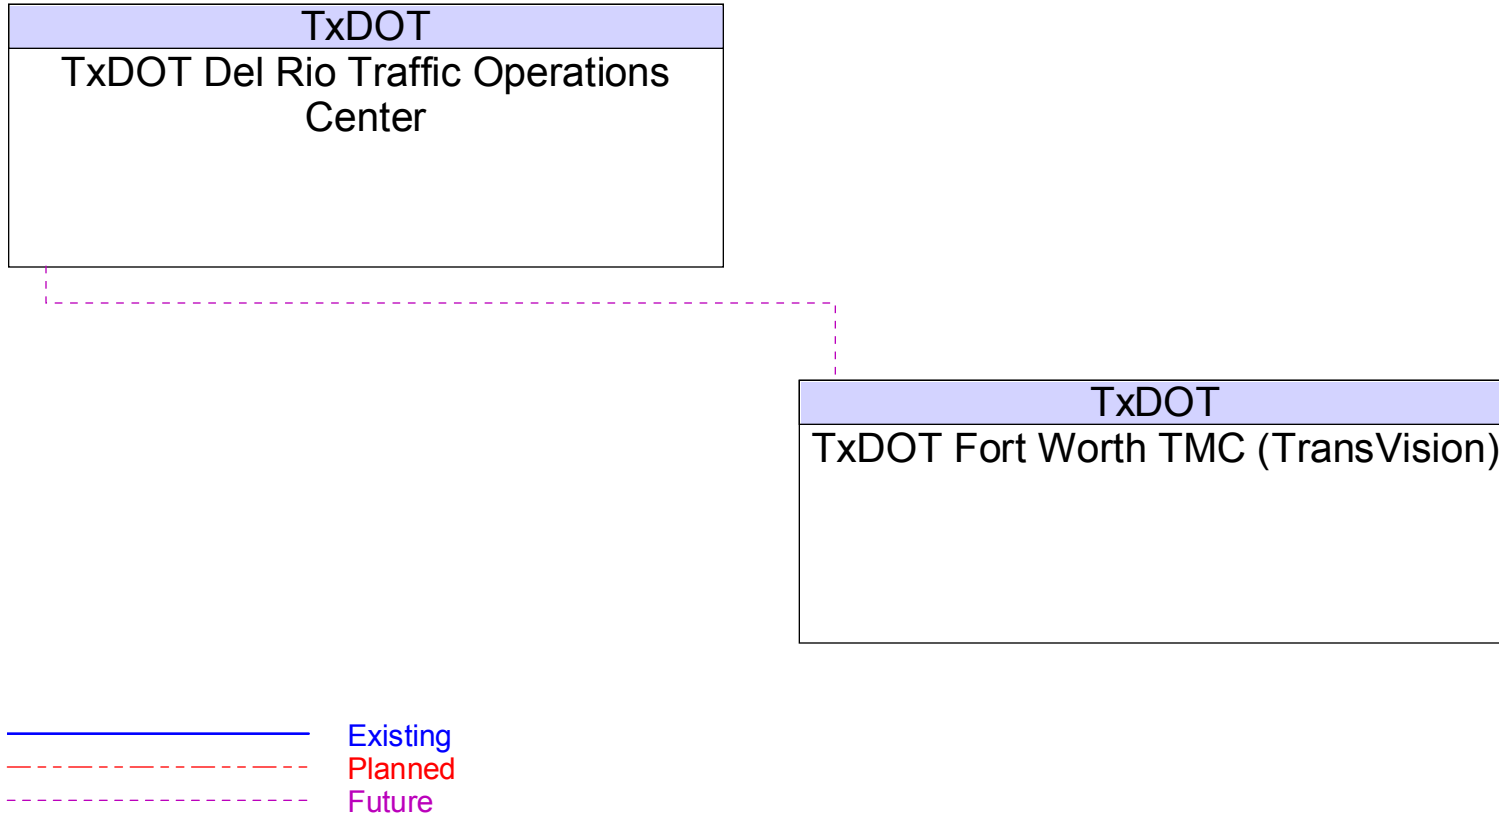 TxDOT
TxDOT Del Rio Traffic Operations
Center
TxDOT
TxDOT Fort Worth TMC (TransVision)
Existing
Planned
Future